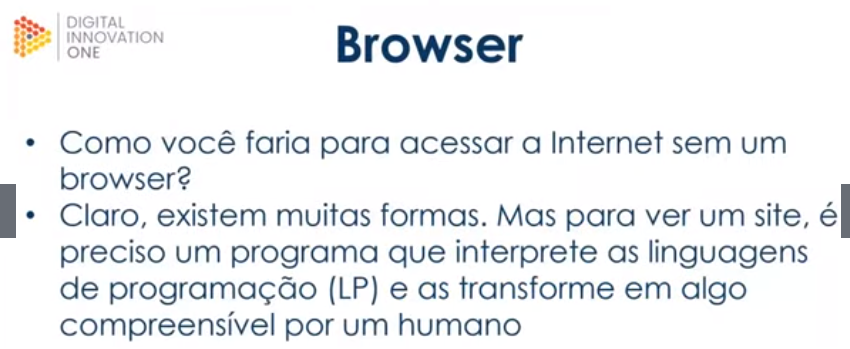 DIGITAL
INNOVATION
ONE
Browser
• Como você faria para acessar a Internet sem um
browser?
• Claro, existem muitas formas. Mas para ver um site, é
preciso um programa que interprete as linguagens
de programação (LP) e as transforme em algo
compreensível por um humano